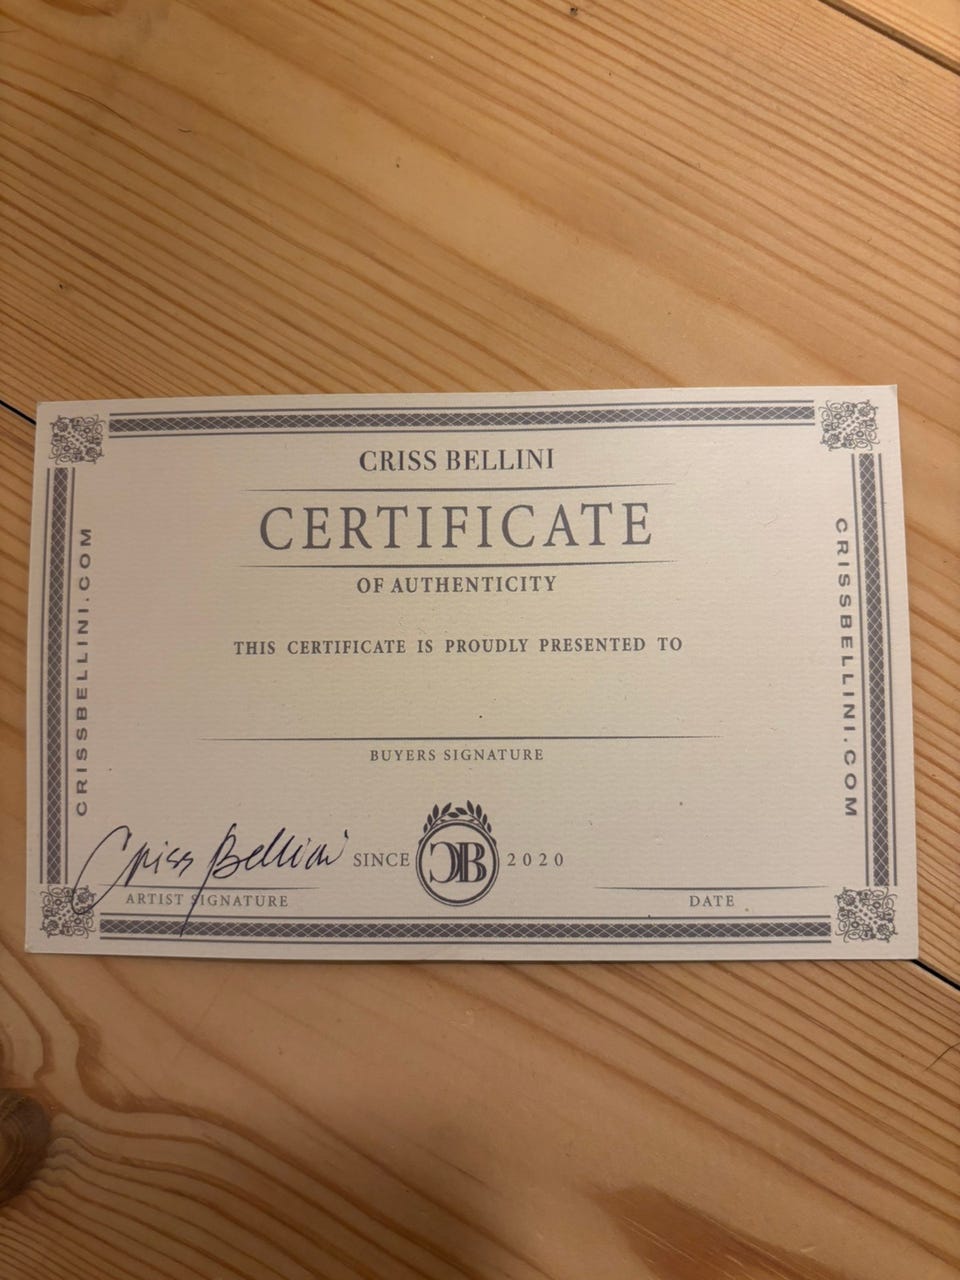 CRISS BELLINI
CERTIFICATE
OF AUTHENTICITY
THIS CERTIFICATE IS PROUDLY PRESENTED TO
BUYERS SIGNATURE
Criss Bellini
SINCE CB 2020
ARTIST SIGNATURE
DATE
CRISSBELLINI.COM
CRISSBELLINI.COM